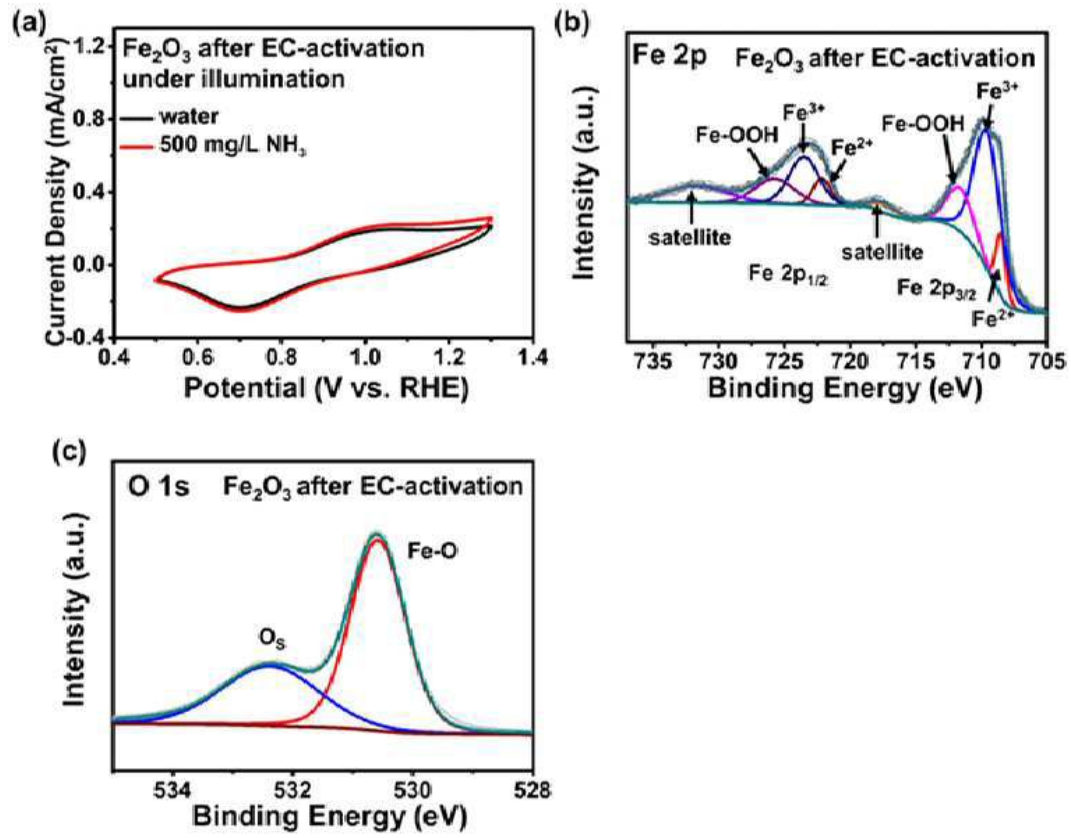 (a)
Fe₂O₃ after EC-activation
under illumination
water
500 mg/L NH₃
Current Density (mA/cm²)
1.2
0.8
0.4
0.0
-0.4
0.4 0.6 0.8 1.0 1.2 1.4
Potential (V vs. RHE)
(b)
Fe 2p Fe₂O₃ after EC-activation
Fe³⁺
Fe³⁺
Fe-OOH
Fe-OOH
Fe²⁺
satellite
satellite
Fe 2p₁/₂
Fe 2p₃/₂
Fe²⁺
Intensity (a.u.)
735 730 725 720 715 710 705
Binding Energy (eV)
(c)
O 1s Fe₂O₃ after EC-activation
Fe-O
Oₛ
Intensity (a.u.)
534 532 530 528
Binding Energy (eV)